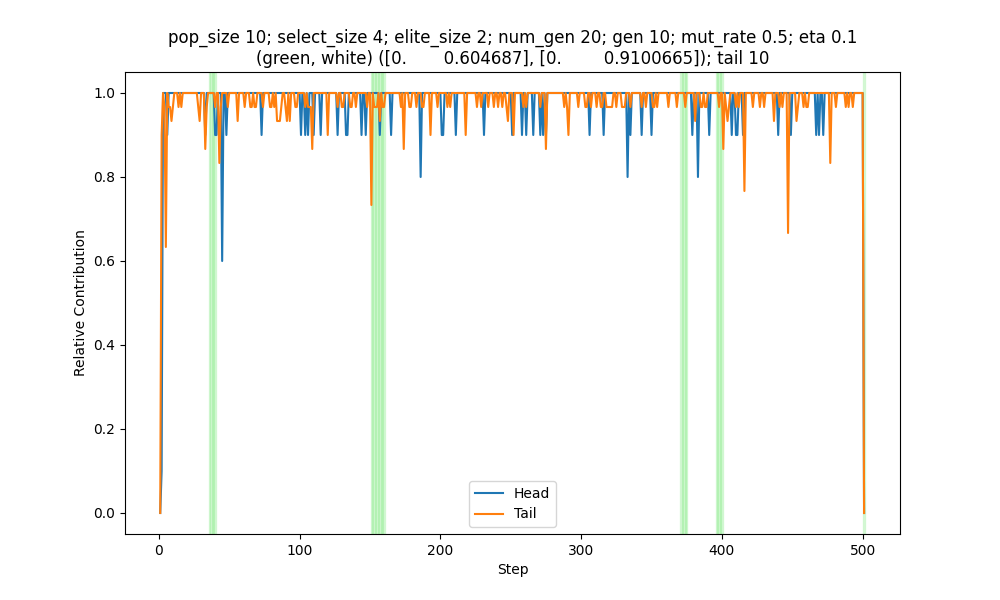 pop_size 10; select_size 4; elite_size 2; num_gen 20; gen 10; mut_rate 0.5; eta 0.1
(green, white) ([0. 0.604687], [0. 0.9100665]); tail 10
1.0
0.8
0.6
0.4
0.2
0.0
Relative Contribution
Head
Tail
0 100 200 300 400 500
Step